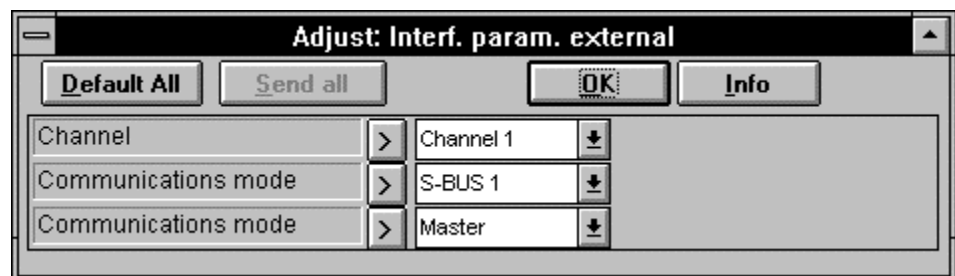 Adjust: Interf. param. external
Default All Send all OK Info
Channel > Channel 1
Communications mode > S-BUS 1
Communications mode > Master